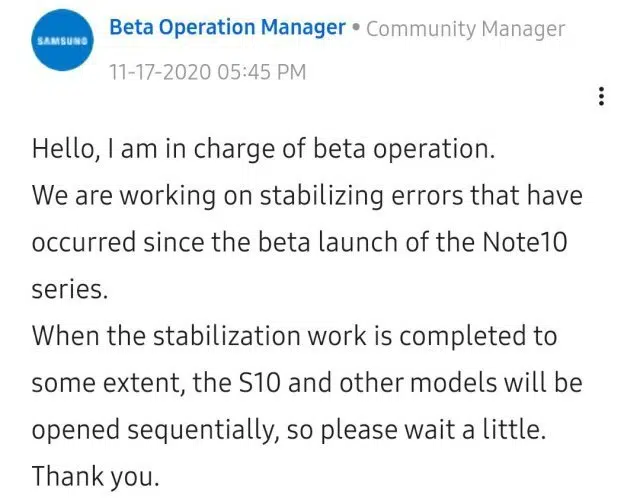 SAMSUNG
Beta Operation Manager • Community Manager
11-17-2020 05:45 PM
Hello, I am in charge of beta operation.
We are working on stabilizing errors that have
occurred since the beta launch of the Note10
series.
When the stabilization work is completed to
some extent, the S10 and other models will be
opened sequentially, so please wait a little.
Thank you.